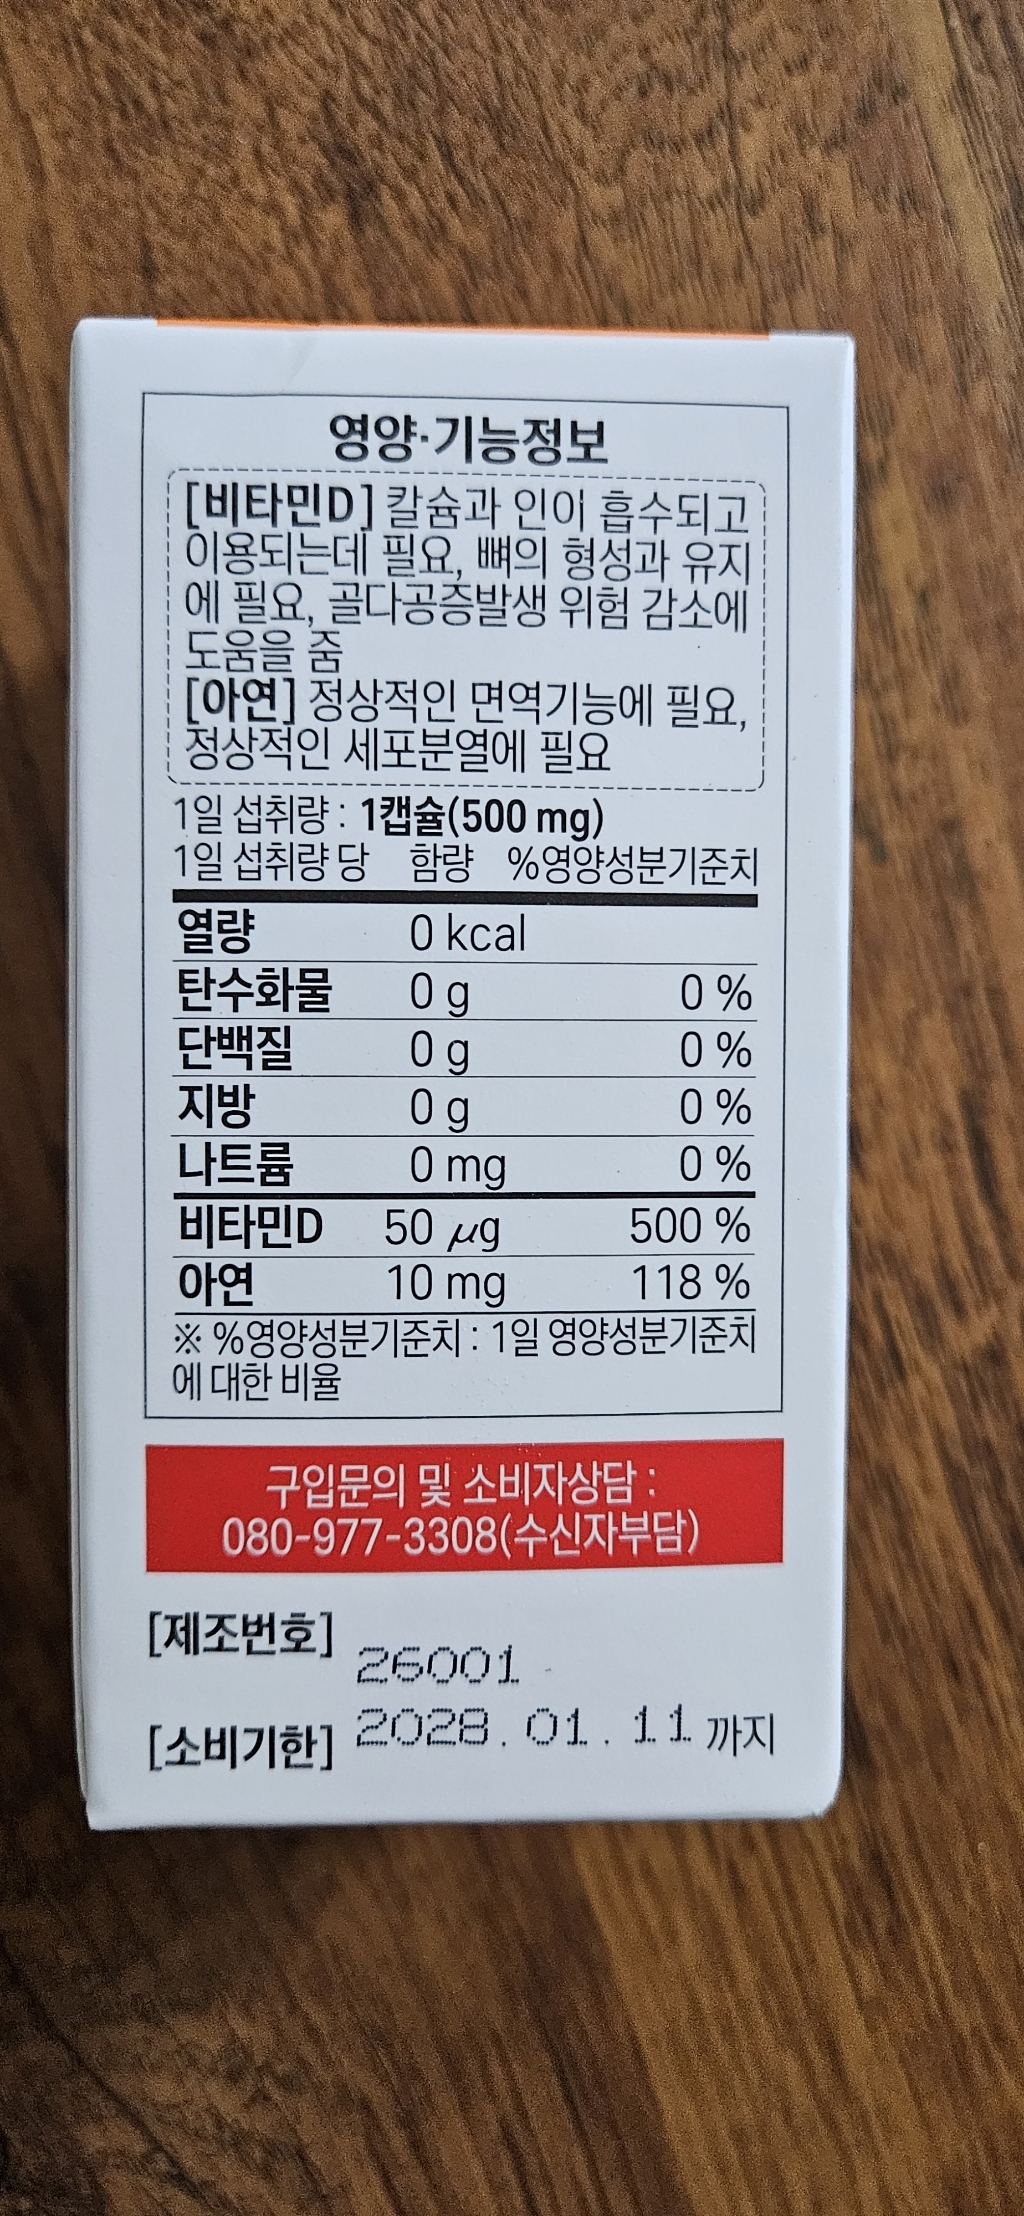 영양·기능정보
[비타민D] 칼슘과 인이 흡수되고
이용되는데 필요, 뼈의 형성과 유지
에 필요, 골다공증발생 위험 감소에
도움을 줌
[아연] 정상적인 면역기능에 필요,
정상적인 세포분열에 필요
1일 섭취량 : 1캡슐(500 mg)
1일 섭취량 당 함량 %영양성분기준치
열량 0 kcal
탄수화물 0 g 0 %
단백질 0 g 0 %
지방 0 g 0 %
나트륨 0 mg 0 %
비타민D 50 μg 500 %
아연 10 mg 118 %
※ %영양성분기준치 : 1일 영양성분기준치
에 대한 비율
구입문의 및 소비자상담 :
080-977-3308(수신자부담)
[제조번호] 26001
[소비기한] 2028.01.11 까지